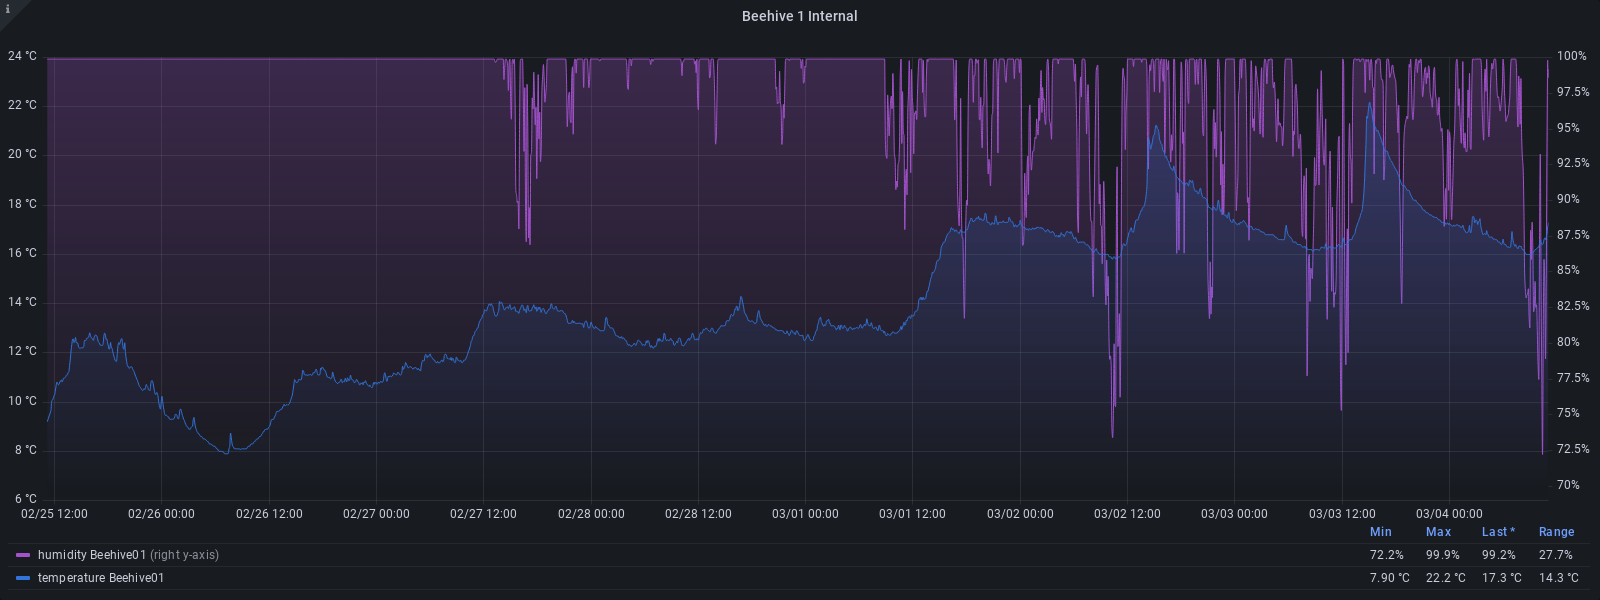 i
Beehive 1 Internal
24 °C
22 °C
20 °C
18 °C
16 °C
14 °C
12 °C
10 °C
8 °C
6 °C
100%
97.5%
95%
92.5%
90%
87.5%
85%
82.5%
80%
77.5%
75%
72.5%
70%
02/25 12:00 02/26 00:00 02/26 12:00 02/27 00:00 02/27 12:00 02/28 00:00 02/28 12:00 03/01 00:00 03/01 12:00 03/02 00:00 03/02 12:00 03/03 00:00 03/03 12:00 03/04 00:00
Min Max Last * Range
humidity Beehive01 (right y-axis) 72.2% 99.9% 99.2% 27.7%
temperature Beehive01 7.90 °C 22.2 °C 17.3 °C 14.3 °C